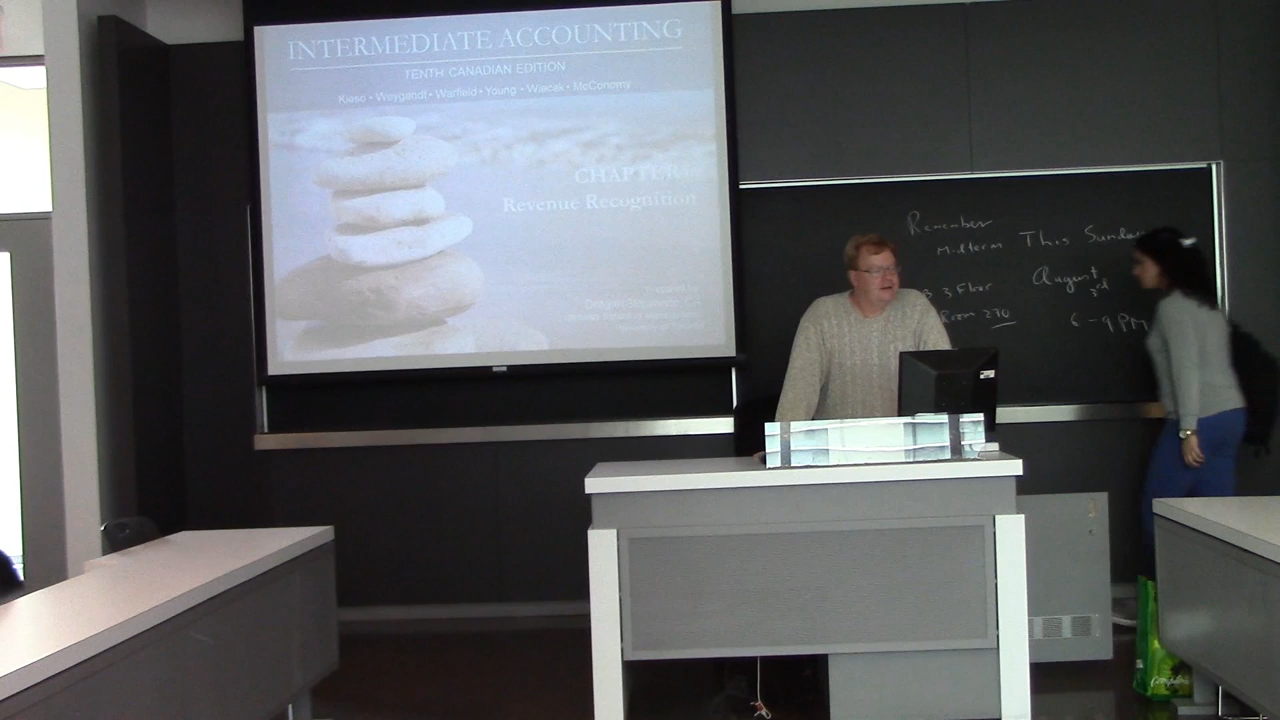 INTERMEDIATE ACCOUNTING
TENTH CANADIAN EDITION
Kieso • Weygandt • Warfield • Young • Wiecek • McConomy
CHAPTER
Revenue Recognition
Remember
Midterm This Sunday
August
3rd
3 Floor
Room 270
6-9 PM